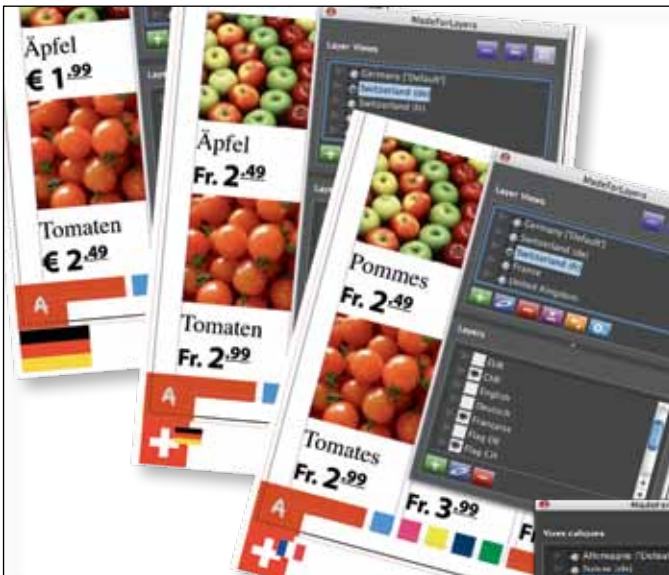 Äpfel
€ 1.99
Tomaten
€ 2.49
A
MadeForLayers
Layer Views
Germany ['Default']
Switzerland (de)
Switzerland (fr)
Äpfel
Fr. 2.49
Tomaten
Fr. 2.99
A
MadeForLayers
Layer Views
Germany ['Default']
Switzerland (de)
Switzerland (fr)
France
United Kingdom
Layers
EUR
CHF
English
Deutsch
Française
Flag DE
Flag CH
Pommes
Fr. 2.49
Tomates
Fr. 2.99
Fr. 3.99
A
Vues calques
Allemagne ['Default']
Suisse (de)